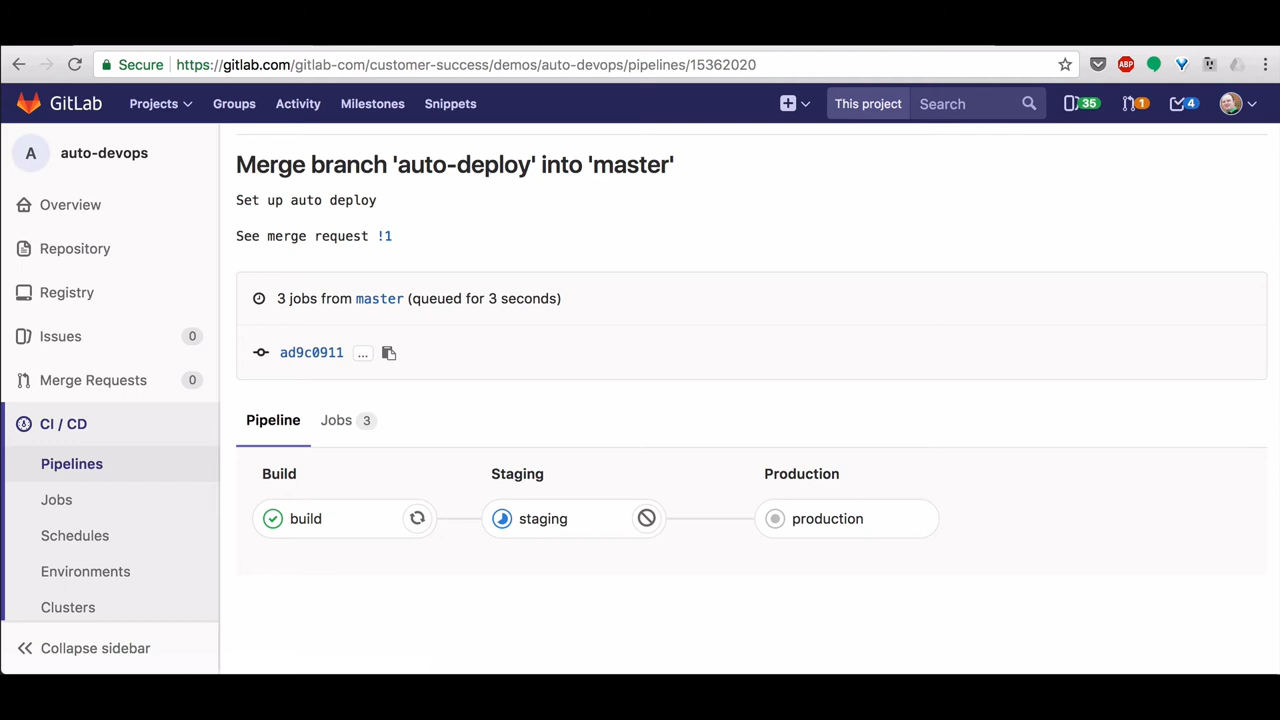 Secure https://gitlab.com/gitlab-com/customer-success/demos/auto-devops/pipelines/15362020 ABP
GitLab Projects Groups Activity Milestones Snippets This project Search 35 1 4
A auto-devops
Overview
Repository
Registry
Issues 0
Merge Requests 0
CI / CD
Pipelines
Jobs
Schedules
Environments
Clusters
Collapse sidebar
Merge branch 'auto-deploy' into 'master'
Set up auto deploy
See merge request !1
3 jobs from master (queued for 3 seconds)
ad9c0911 ...
Pipeline Jobs 3
Build Staging Production
build staging production